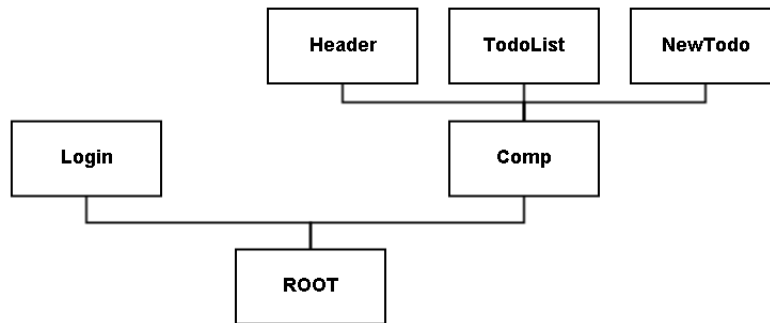 Header
TodoList
NewTodo
Login
Comp
ROOT